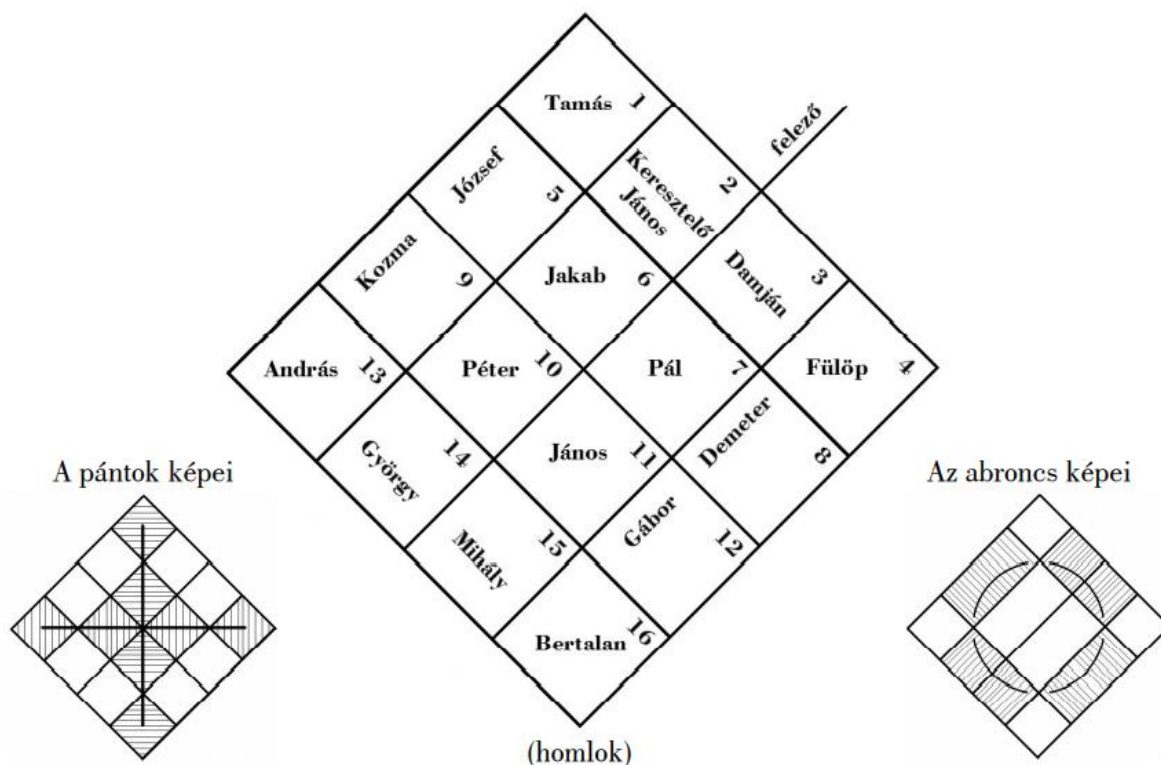 Tamás 1
felező
József 5
Keresztelő
János 2
Kozma 9
Jakab 6
Damján 3
András 13
Péter 10
Pál 7
Fülöp 4
György 14
János 11
Demeter 8
A pántok képei
Az abroncs képei
Mihály 15
Gábor 12
Bertalan 16
(homlok)